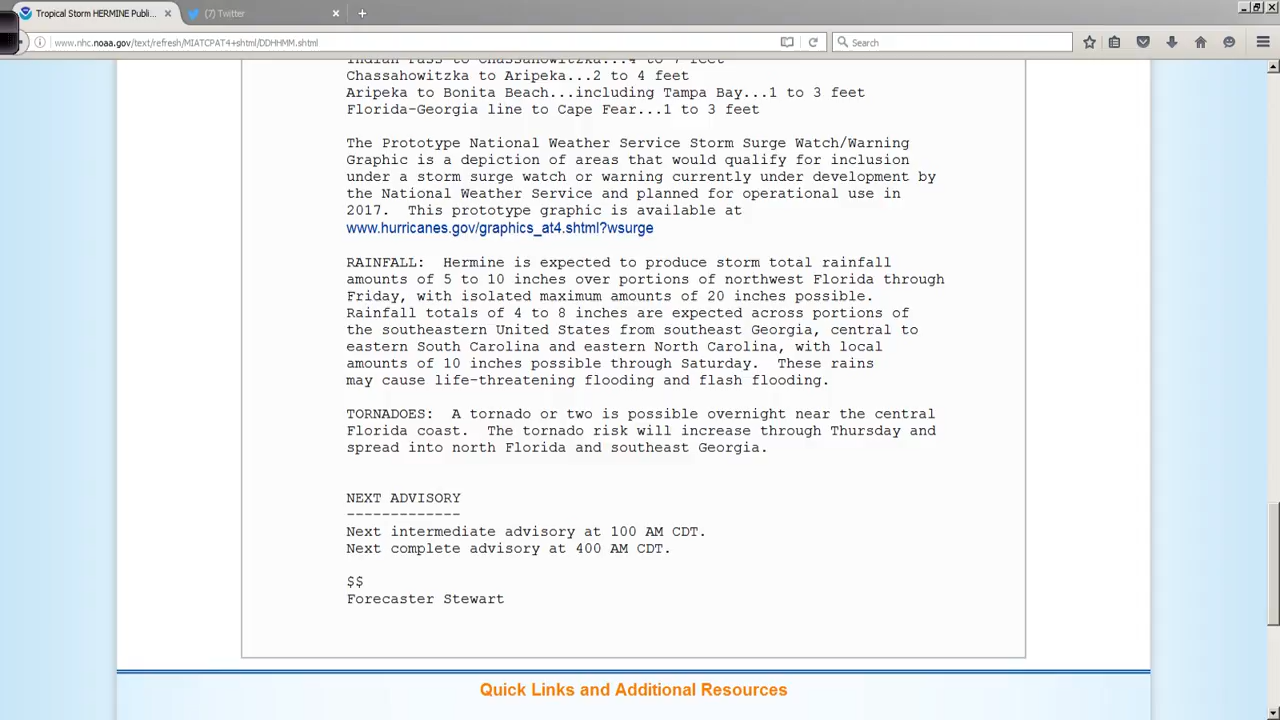 Tropical Storm HERMINE Publi...
(7) Twitter
www.nhc.noaa.gov/text/refresh/MIATCPAT4+shtml/DDHHMM.shtml
Search
Indian Pass to Chassahowitzka...4 to 7 feet
Chassahowitzka to Aripeka...2 to 4 feet
Aripeka to Bonita Beach...including Tampa Bay...1 to 3 feet
Florida-Georgia line to Cape Fear...1 to 3 feet
The Prototype National Weather Service Storm Surge Watch/Warning
Graphic is a depiction of areas that would qualify for inclusion
under a storm surge watch or warning currently under development by
the National Weather Service and planned for operational use in
2017.  This prototype graphic is available at
www.hurricanes.gov/graphics_at4.shtml?wsurge
RAINFALL:  Hermine is expected to produce storm total rainfall
amounts of 5 to 10 inches over portions of northwest Florida through
Friday, with isolated maximum amounts of 20 inches possible.
Rainfall totals of 4 to 8 inches are expected across portions of
the southeastern United States from southeast Georgia, central to
eastern South Carolina and eastern North Carolina, with local
amounts of 10 inches possible through Saturday.  These rains
may cause life-threatening flooding and flash flooding.
TORNADOES:  A tornado or two is possible overnight near the central
Florida coast.  The tornado risk will increase through Thursday and
spread into north Florida and southeast Georgia.
NEXT ADVISORY
-------------
Next intermediate advisory at 100 AM CDT.
Next complete advisory at 400 AM CDT.
$$
Forecaster Stewart
Quick Links and Additional Resources